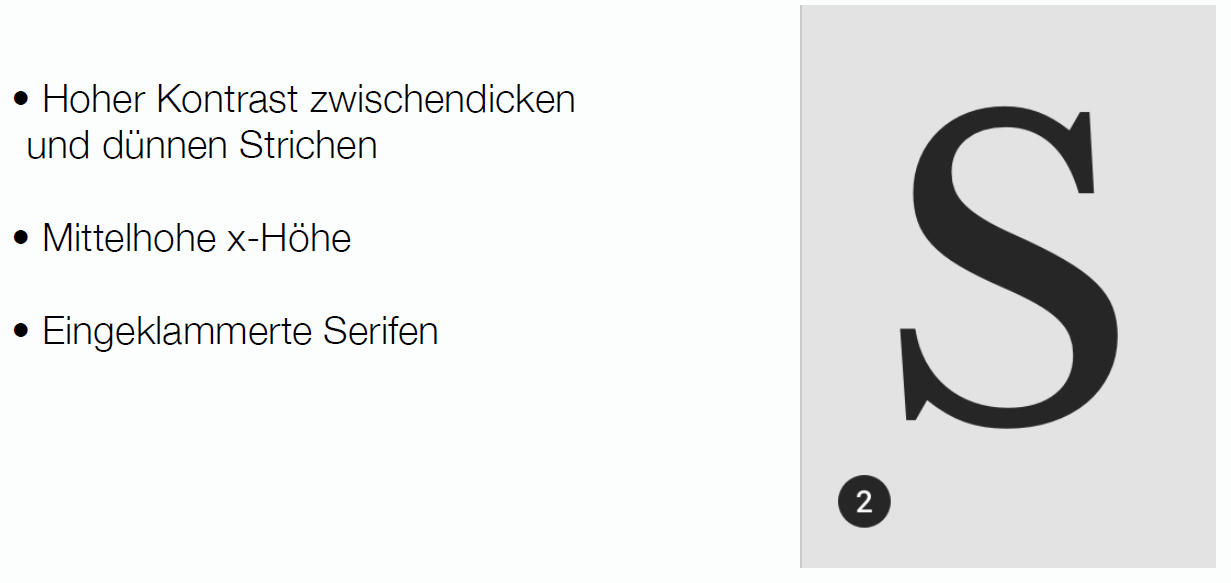 • Hoher Kontrast zwischendicken
und dünnen Strichen
• Mittelhohe x-Höhe
• Eingeklammerte Serifen
S
2